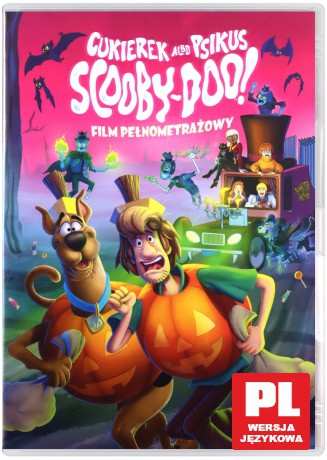 CUKIEREK ALBO PSIKUS
SCOOBY-DOO!
FILM PEŁNOMETRAŻOWY
PL
WERSJA
JĘZYKOWA